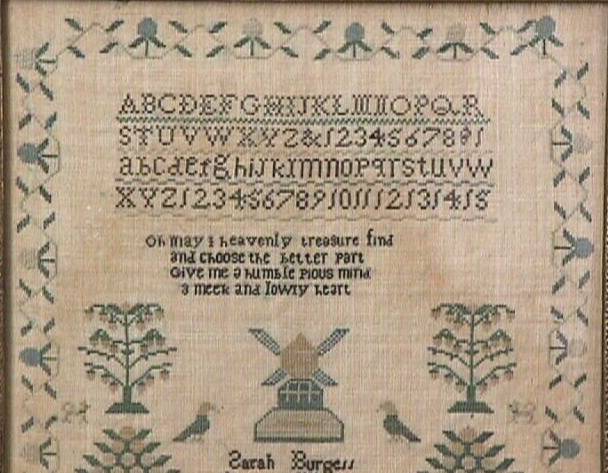 ABCDEFGHIJKLMNOPQR
STUVWXYZ&1234567891
abcdefghijklmnopqrstuvw
XYZ123456789101112131415
Oh may I heavenly treasure find
and choose the better part
Give me a humble pious mind
a meek and lowly heart
Sarah Burgess